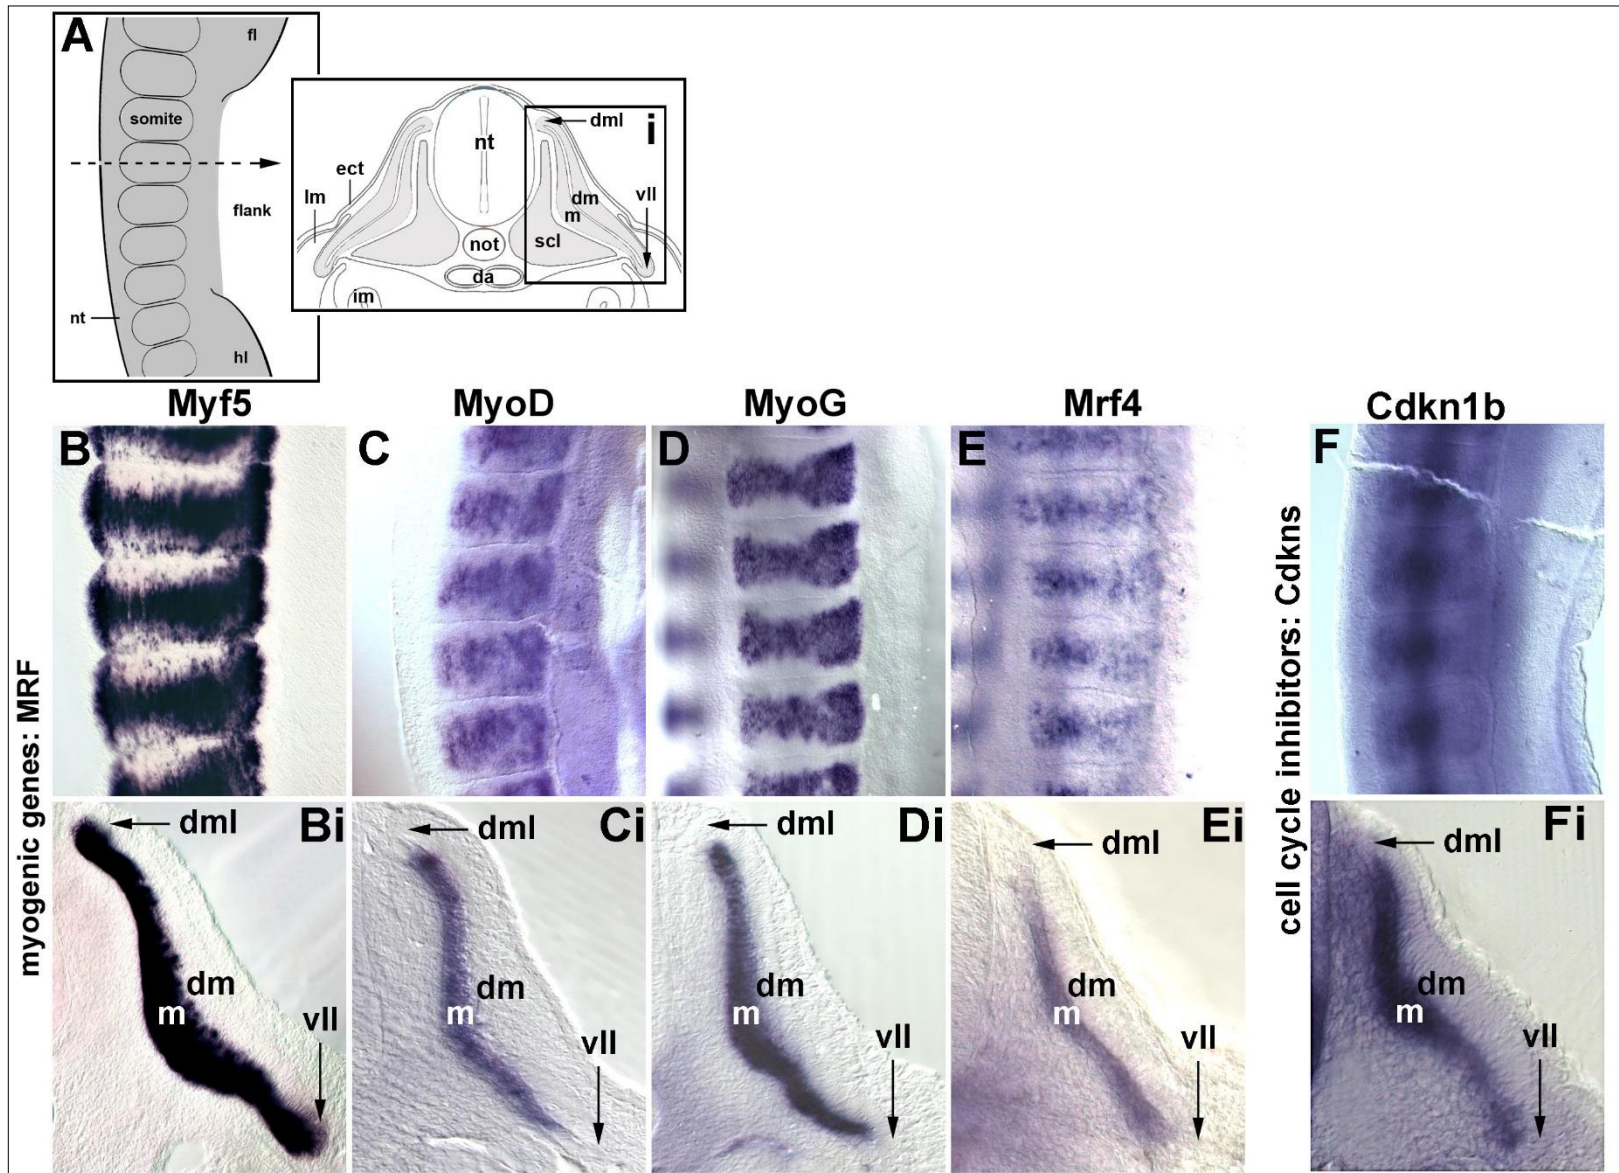 A
fl
somite
flank
nt
hl
i
nt
dml
ect
lm
vll
dm
m
not
scl
da
im
myogenic genes: MRF
Myf5
MyoD
MyoG
Mrf4
cell cycle inhibitors: Cdkns
Cdkn1b
B
C
D
E
F
Bi
dml
dm
m
vll
Ci
dml
dm
m
vll
Di
dml
dm
m
vll
Ei
dml
dm
m
vll
Fi
dml
dm
m
vll